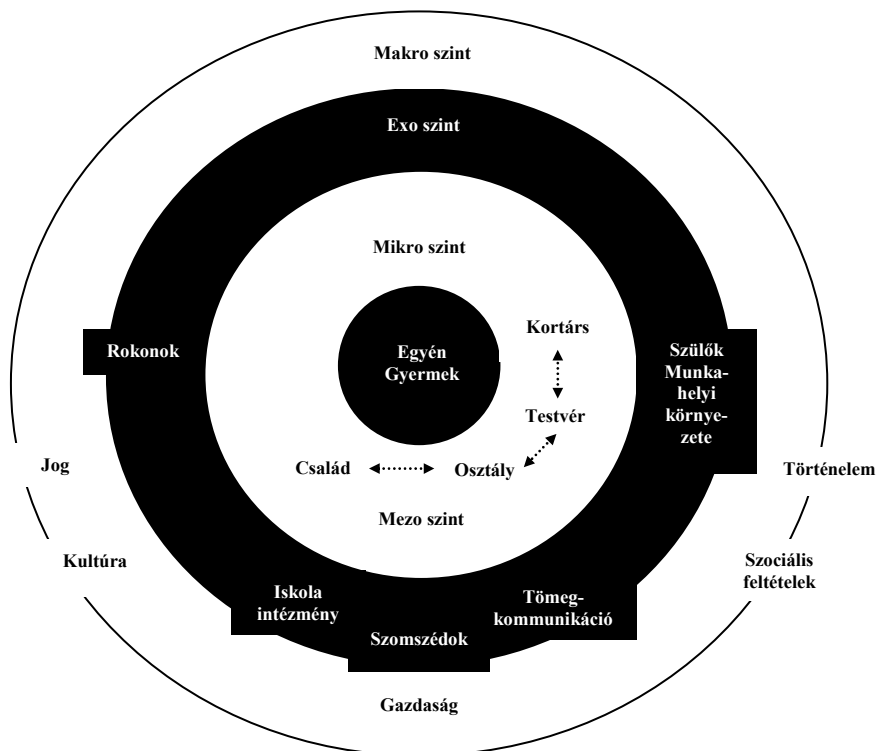 Makro szint
Exo szint
Mikro szint
Kortárs
Rokonok
Egyén
Gyermek
Szülők
Munka-
helyi
környe-
zete
Testvér
Család
Osztály
Jog
Történelem
Mezo szint
Kultúra
Szociális
feltételek
Iskola
intézmény
Tömeg-
kommunikáció
Szomszédok
Gazdaság